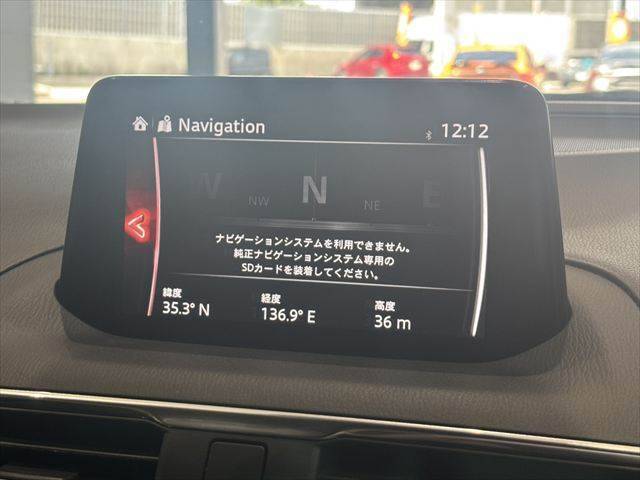 Navigation
12:12
W NW N NE E
ナビゲーションシステムを利用できません。
純正ナビゲーションシステム専用の
SDカードを装着してください。
緯度 経度 高度
35.3° N 136.9° E 36 m